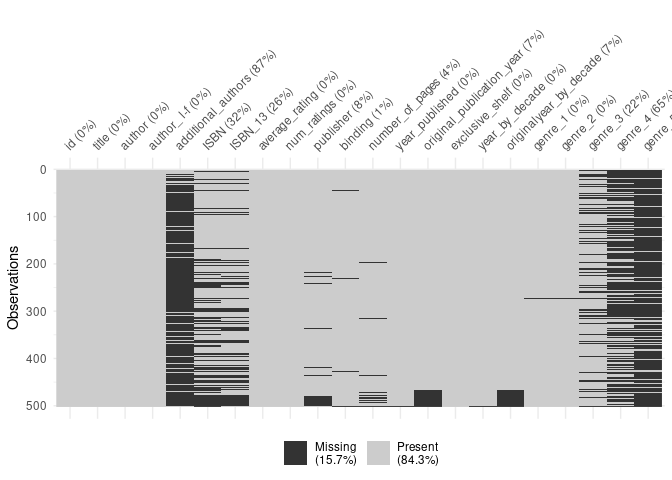 id (0%)
title (0%)
author (0%)
author_l-f (0%)
additional_authors (87%)
ISBN (32%)
ISBN_13 (26%)
average_rating (0%)
num_ratings (0%)
publisher (8%)
binding (1%)
number_of_pages (4%)
year_published (0%)
original_publication_year (7%)
exclusive_shelf (0%)
year_by_decade (0%)
originalyear_by_decade (7%)
genre_1 (0%)
genre_2 (0%)
genre_3 (22%)
genre_4 (65%
genre_
0
100
200
300
400
500
Observations
Missing
(15.7%)
Present
(84.3%)